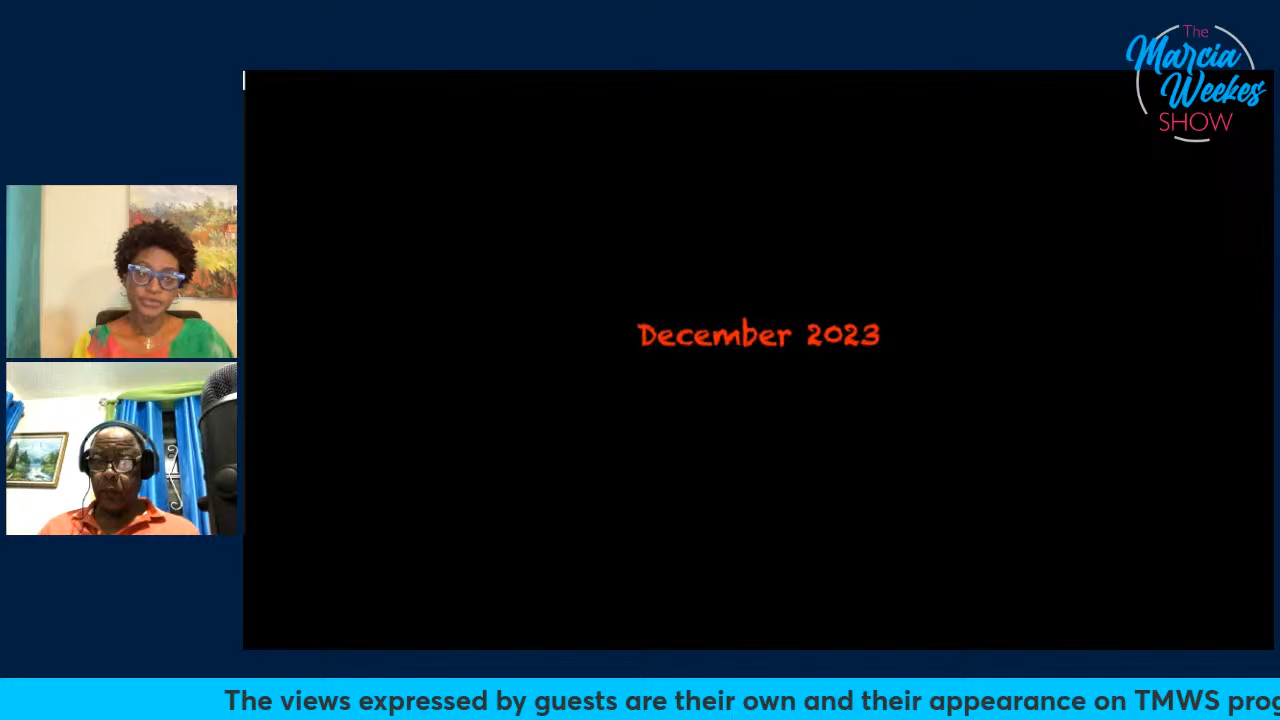 The
Marcia
Weekes
SHOW
December 2023
The views expressed by guests are their own and their appearance on TMWS prog